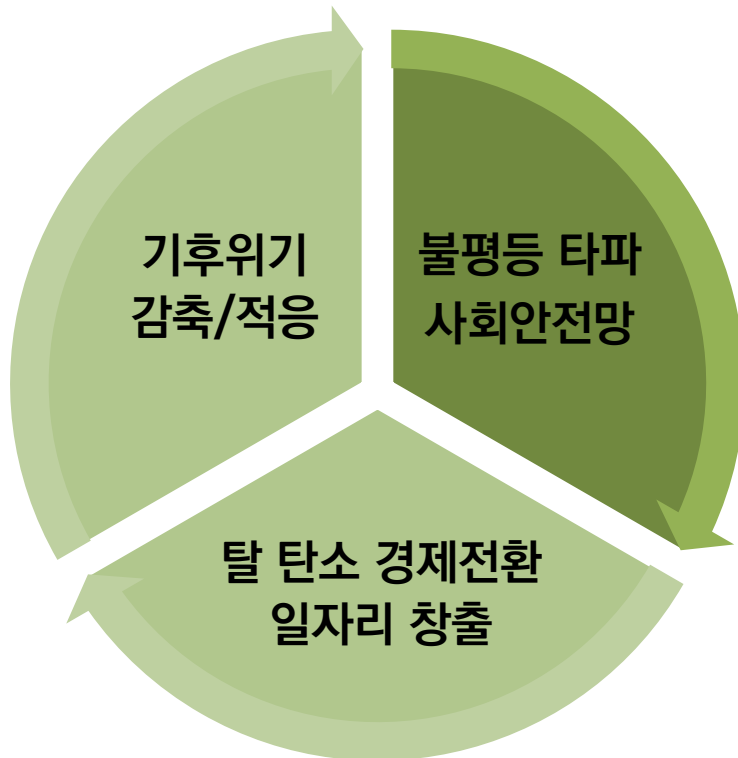 기후위기
감축/적응
불평등 타파
사회안전망
탈 탄소 경제전환
일자리 창출